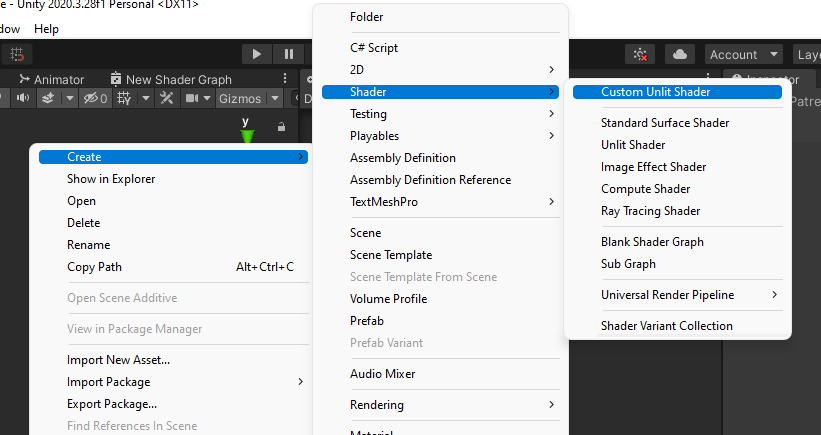 e - Unity 2020.3.28f1 Personal <DX11>
dow Help
Account
Laye
Animator
New Shader Graph
Inspector
Gizmos
D
Patre
y
Create
Show in Explorer
Open
Delete
Rename
Copy Path Alt+Ctrl+C
Open Scene Additive
View in Package Manager
Import New Asset...
Import Package
Export Package...
Find References In Scene
Folder
C# Script
2D
Shader
Testing
Playables
Assembly Definition
Assembly Definition Reference
TextMeshPro
Scene
Scene Template
Scene Template From Scene
Volume Profile
Prefab
Prefab Variant
Audio Mixer
Rendering
Material
Custom Unlit Shader
Standard Surface Shader
Unlit Shader
Image Effect Shader
Compute Shader
Ray Tracing Shader
Blank Shader Graph
Sub Graph
Universal Render Pipeline
Shader Variant Collection